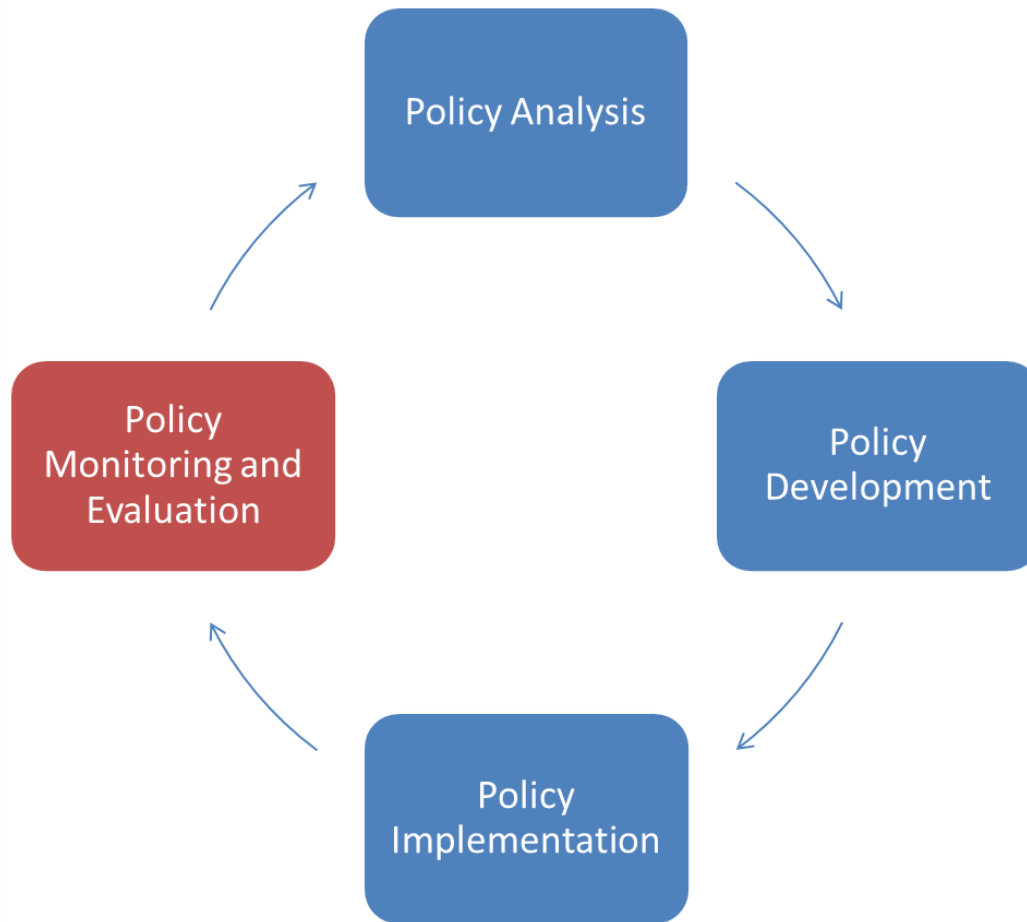 Policy Analysis
Policy
Development
Policy
Implementation
Policy
Monitoring and
Evaluation